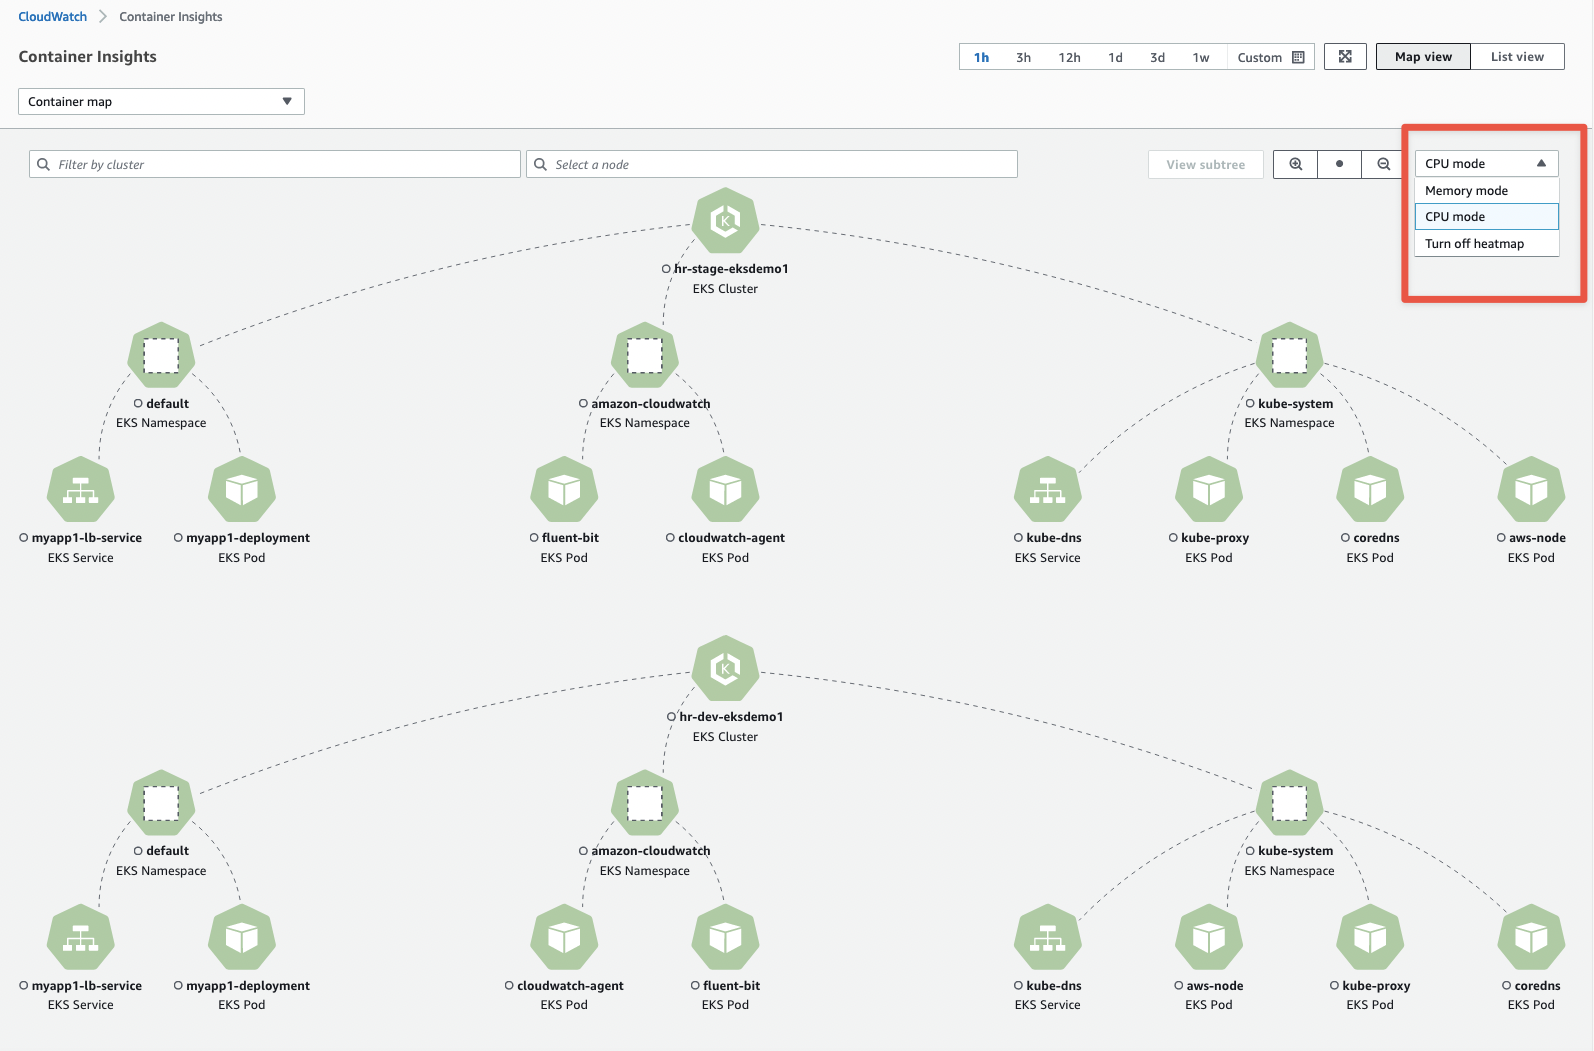 CloudWatch > Container Insights
Container Insights
1h 3h 12h 1d 3d 1w Custom
Map view List view
Container map
Filter by cluster
Select a node
View subtree
CPU mode
Memory mode
CPU mode
Turn off heatmap
K
hr-stage-eksdemo1
EKS Cluster
default
EKS Namespace
amazon-cloudwatch
EKS Namespace
kube-system
EKS Namespace
myapp1-lb-service
EKS Service
myapp1-deployment
EKS Pod
fluent-bit
EKS Pod
cloudwatch-agent
EKS Pod
kube-dns
EKS Service
kube-proxy
EKS Pod
coredns
EKS Pod
aws-node
EKS Pod
K
hr-dev-eksdemo1
EKS Cluster
default
EKS Namespace
amazon-cloudwatch
EKS Namespace
kube-system
EKS Namespace
myapp1-lb-service
EKS Service
myapp1-deployment
EKS Pod
cloudwatch-agent
EKS Pod
fluent-bit
EKS Pod
kube-dns
EKS Service
aws-node
EKS Pod
kube-proxy
EKS Pod
coredns
EKS Pod